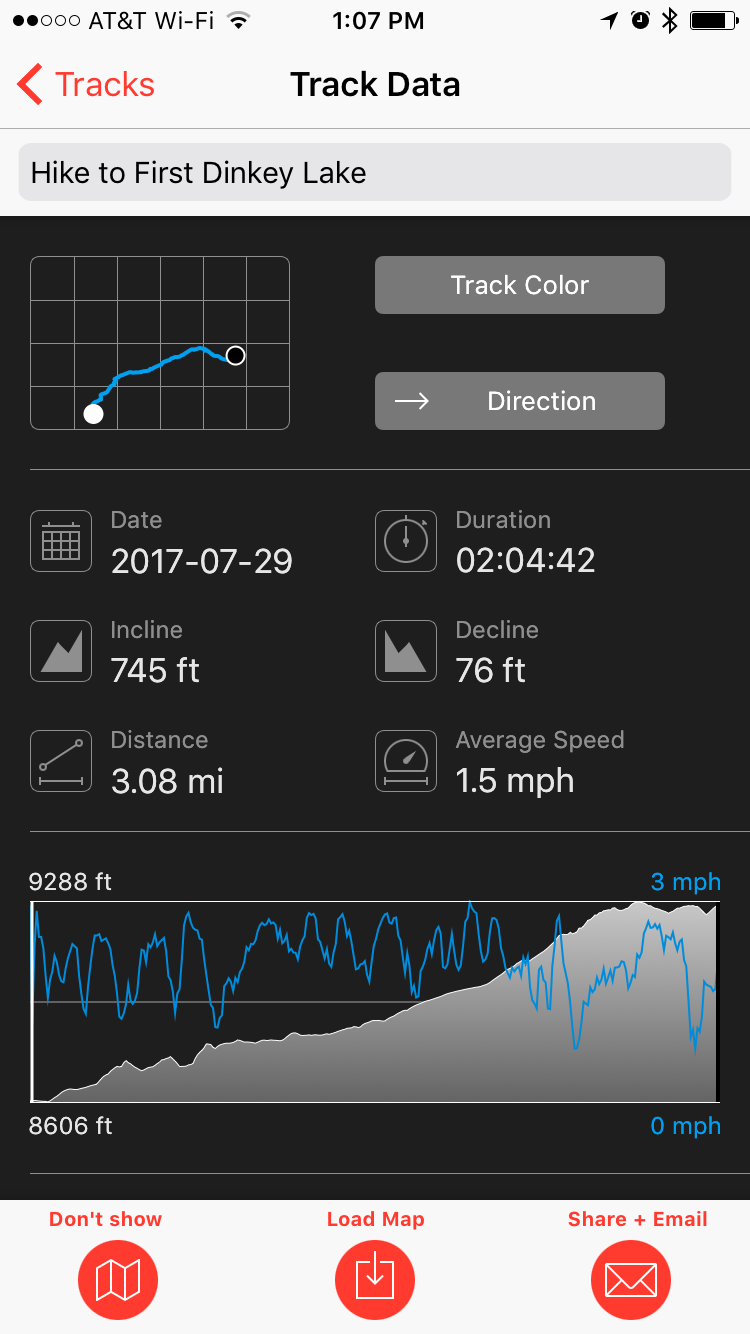 AT&T Wi-Fi 1:07 PM
Tracks Track Data
Hike to First Dinkey Lake
Track Color
Direction
Date Duration
2017-07-29 02:04:42
Incline Decline
745 ft 76 ft
Distance Average Speed
3.08 mi 1.5 mph
9288 ft 3 mph
8606 ft 0 mph
Don't show Load Map Share + Email